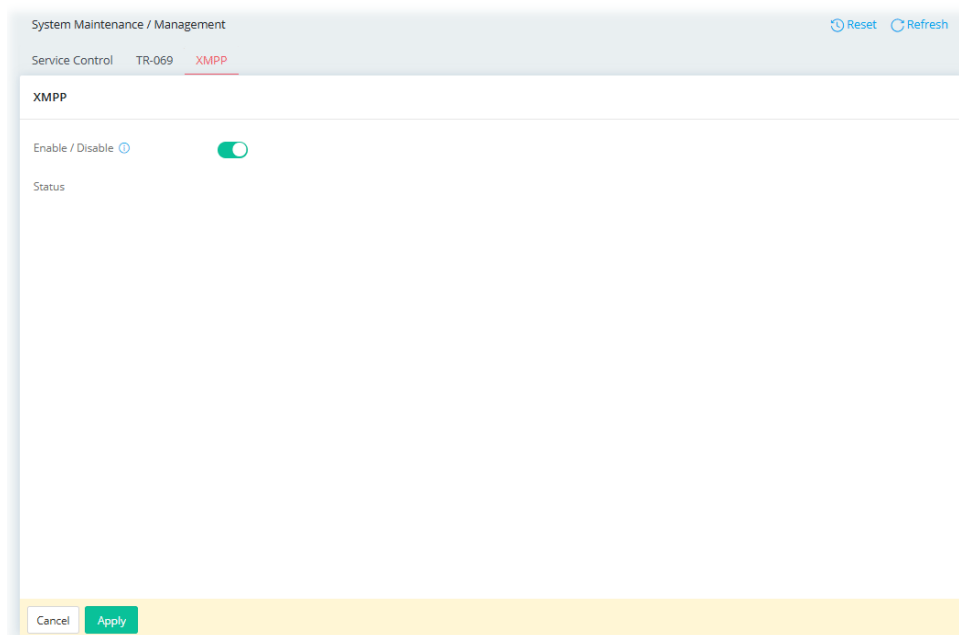 System Maintenance / Management
Reset Refresh
Service Control TR-069 XMPP
XMPP
Enable / Disable
Status
Cancel Apply